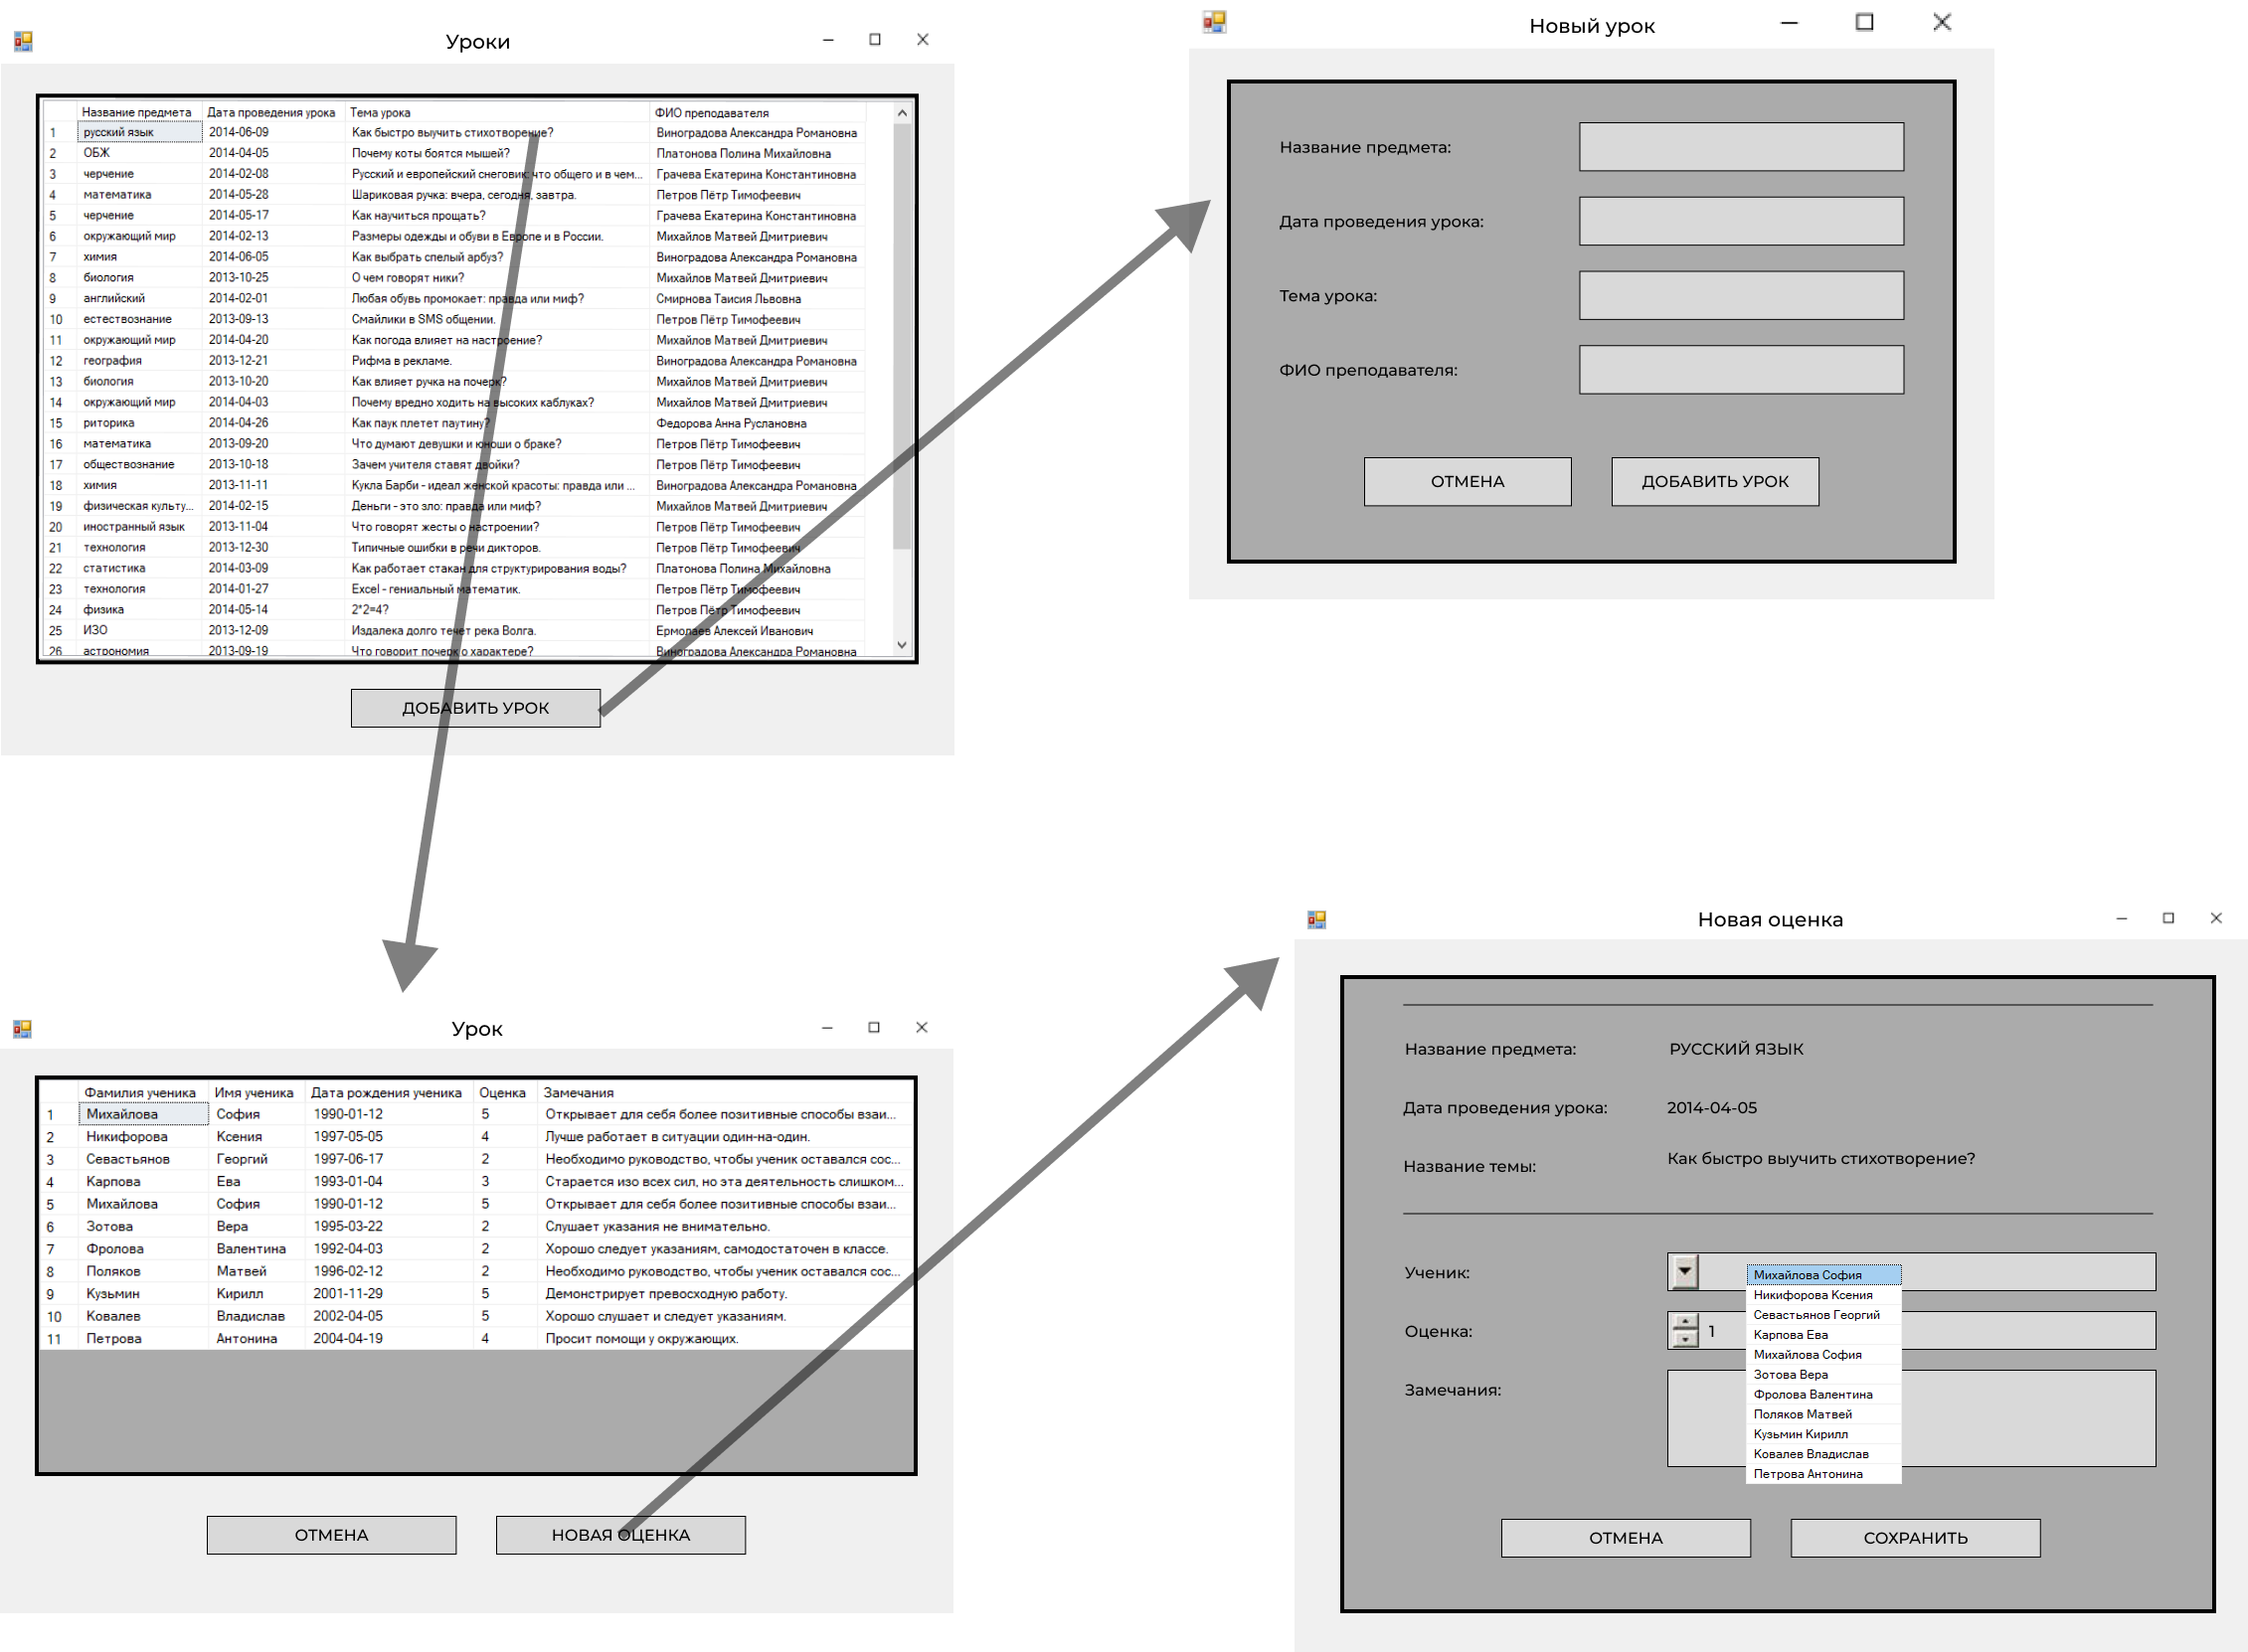 Уроки
Название предмета Дата проведения урока Тема урока ФИО преподавателя
1 русский язык 2014-06-09 Как быстро выучить стихотворение? Виноградова Александра Романовна
2 ОБЖ 2014-04-05 Почему коты боятся мышей? Платонова Полина Михайловна
3 черчение 2014-02-08 Русский и европейский снеговик: что общего и в чем... Грачева Екатерина Константиновна
4 математика 2014-05-28 Шариковая ручка: вчера, сегодня, завтра. Петров Пётр Тимофеевич
5 черчение 2014-05-17 Как научиться прощать? Грачева Екатерина Константиновна
6 окружающий мир 2014-02-13 Размеры одежды и обуви в Европе и в России. Михайлов Матвей Дмитриевич
7 химия 2014-06-05 Как выбрать спелый арбуз? Виноградова Александра Романовна
8 биология 2013-10-25 О чем говорят ники? Михайлов Матвей Дмитриевич
9 английский 2014-02-01 Любая обувь промокает: правда или миф? Смирнова Таисия Львовна
10 естествознание 2013-09-13 Смайлики в SMS общении. Петров Пётр Тимофеевич
11 окружающий мир 2014-04-20 Как погода влияет на настроение? Михайлов Матвей Дмитриевич
12 география 2013-12-21 Рифма в рекламе. Виноградова Александра Романовна
13 биология 2013-10-20 Как влияет ручка на почерк? Михайлов Матвей Дмитриевич
14 окружающий мир 2014-04-03 Почему вредно ходить на высоких каблуках? Михайлов Матвей Дмитриевич
15 риторика 2014-04-26 Как паук плетет паутину? Федорова Анна Руслановна
16 математика 2013-09-20 Что думают девушки и юноши о браке? Петров Пётр Тимофеевич
17 обществознание 2013-10-18 Зачем учителя ставят двойки? Петров Пётр Тимофеевич
18 химия 2013-11-11 Кукла Барби - идеал женской красоты: правда или ... Виноградова Александра Романовна
19 физическая культу... 2014-02-15 Деньги - это зло: правда или миф? Михайлов Матвей Дмитриевич
20 иностранный язык 2013-11-04 Что говорят жесты о настроении? Петров Пётр Тимофеевич
21 технология 2013-12-30 Типичные ошибки в речи дикторов. Петров Пётр Тимофеевич
22 статистика 2014-03-09 Как работает стакан для структурирования воды? Платонова Полина Михайловна
23 технология 2014-01-27 Excel - гениальный математик. Петров Пётр Тимофеевич
24 физика 2014-05-14 2*2=4? Петров Пётр Тимофеевич
25 ИЗО 2013-12-09 Издалека долго течет река Волга. Ермолаев Алексей Иванович
26 астрономия 2013-09-19 Что говорит почерк о характере? Виноградова Александра Романовна
ДОБАВИТЬ УРОК
Новый урок
Название предмета:
Дата проведения урока:
Тема урока:
ФИО преподавателя:
ОТМЕНА ДОБАВИТЬ УРОК
Урок
Фамилия ученика Имя ученика Дата рождения ученика Оценка Замечания
1 Михайлова София 1990-01-12 5 Открывает для себя более позитивные способы взаи...
2 Никифорова Ксения 1997-05-05 4 Лучше работает в ситуации один-на-один.
3 Севастьянов Георгий 1997-06-17 2 Необходимо руководство, чтобы ученик оставался сос...
4 Карпова Ева 1993-01-04 3 Старается изо всех сил, но эта деятельность слишком...
5 Михайлова София 1990-01-12 5 Открывает для себя более позитивные способы взаи...
6 Зотова Вера 1995-03-22 2 Слушает указания не внимательно.
7 Фролова Валентина 1992-04-03 2 Хорошо следует указаниям, самодостаточен в классе.
8 Поляков Матвей 1996-02-12 2 Необходимо руководство, чтобы ученик оставался сос...
9 Кузьмин Кирилл 2001-11-29 5 Демонстрирует превосходную работу.
10 Ковалев Владислав 2002-04-05 5 Хорошо слушает и следует указаниям.
11 Петрова Антонина 2004-04-19 4 Просит помощи у окружающих.
ОТМЕНА НОВАЯ ОЦЕНКА
Новая оценка
Название предмета: РУССКИЙ ЯЗЫК
Дата проведения урока: 2014-04-05
Название темы: Как быстро выучить стихотворение?
Ученик:
Михайлова София
Никифорова Ксения
Севастьянов Георгий
Оценка: 1
Карпова Ева
Михайлова София
Зотова Вера
Замечания:
Фролова Валентина
Поляков Матвей
Кузьмин Кирилл
Ковалев Владислав
Петрова Антонина
ОТМЕНА СОХРАНИТЬ